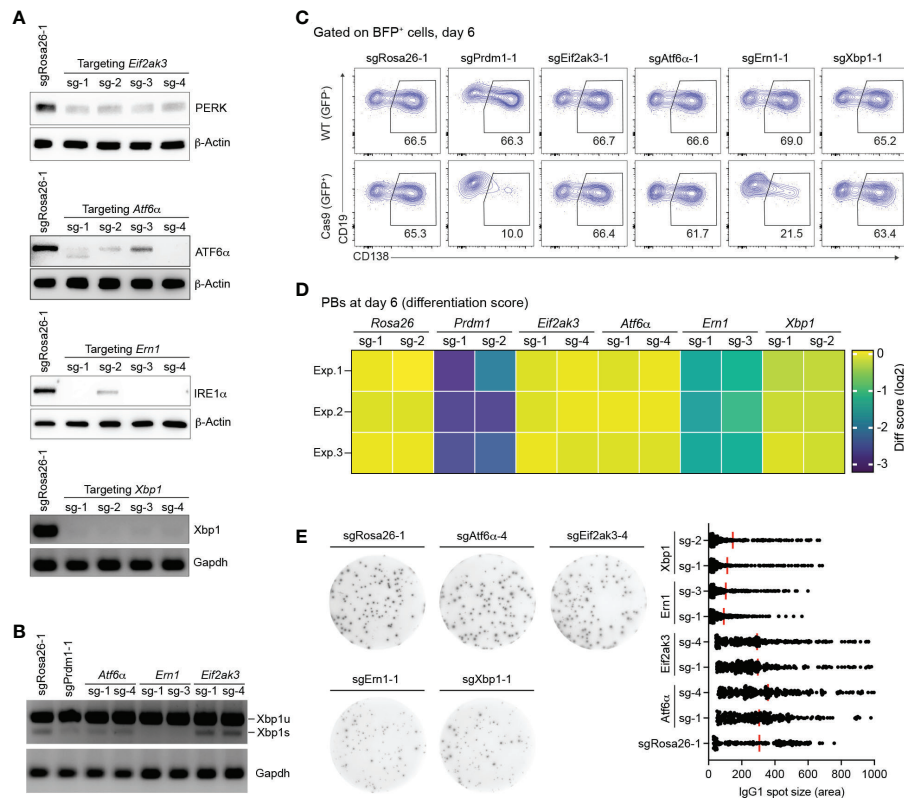 A
sgRosa26-1
Targeting Eif2ak3
sg-1 sg-2 sg-3 sg-4
PERK
β-Actin
sgRosa26-1
Targeting Atf6α
sg-1 sg-2 sg-3 sg-4
ATF6α
β-Actin
sgRosa26-1
Targeting Ern1
sg-1 sg-2 sg-3 sg-4
IRE1α
β-Actin
sgRosa26-1
Targeting Xbp1
sg-1 sg-2 sg-3 sg-4
Xbp1
Gapdh
B
sgRosa26-1
sgPrdm1-1
Atf6α Ern1 Eif2ak3
sg-1 sg-4 sg-1 sg-3 sg-1 sg-4
Xbp1u
Xbp1s
Gapdh
C
Gated on BFP⁺ cells, day 6
sgRosa26-1 sgPrdm1-1 sgEif2ak3-1 sgAtf6α-1 sgErn1-1 sgXbp1-1
WT (GFP⁺)
66.5 66.3 66.7 66.6 69.0 65.2
Cas9 (GFP⁺)
CD19
65.3 10.0 66.4 61.7 21.5 63.4
CD138
D
PBs at day 6 (differentiation score)
Rosa26 Prdm1 Eif2ak3 Atf6α Ern1 Xbp1
sg-1 sg-2 sg-1 sg-2 sg-1 sg-4 sg-1 sg-4 sg-1 sg-3 sg-1 sg-2
Exp.1
Exp.2
Exp.3
0
-1
-2
-3
Diff score (log2)
E
sgRosa26-1 sgAtf6α-4 sgEif2ak3-4
sgErn1-1 sgXbp1-1
Xbp1
sg-2
sg-1
Ern1
sg-3
sg-1
Eif2ak3
sg-4
sg-1
Atf6α
sg-4
sg-1
sgRosa26-1
0 200 400 600 800 1000
IgG1 spot size (area)